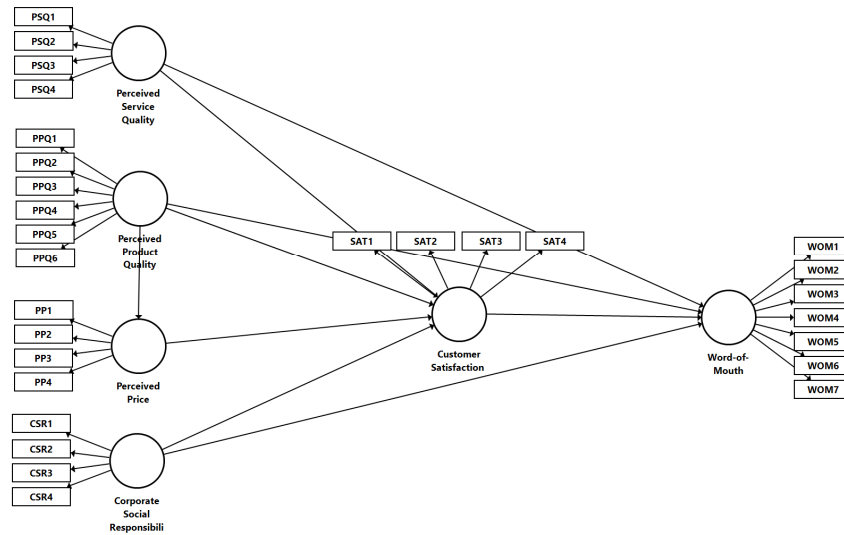 PSQ1
PSQ2
PSQ3
PSQ4
Perceived
Service
Quality
PPQ1
PPQ2
PPQ3
PPQ4
PPQ5
PPQ6
Perceived
Product
Quality
PP1
PP2
PP3
PP4
Perceived
Price
CSR1
CSR2
CSR3
CSR4
Corporate
Social
Responsibili
SAT1
SAT2
SAT3
SAT4
Customer
Satisfaction
WOM1
WOM2
WOM3
WOM4
WOM5
WOM6
WOM7
Word-of-
Mouth